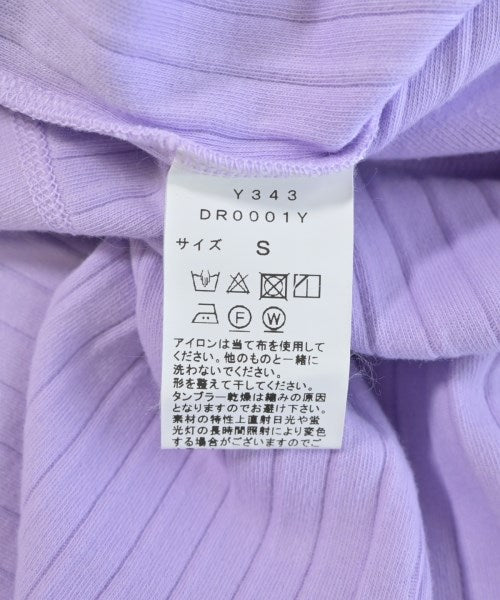 Y343
DR0001Y
サイズ S
F W
アイロンは当て布を使用して
ください。他のものと一緒に
洗わないでください。
形を整えて干してください。
タンブラー乾燥は縮みの原因
となりますのでお避け下さい。
素材の特性上直射日光や蛍
光灯の長時間照射により変色
する場合がございますのでご